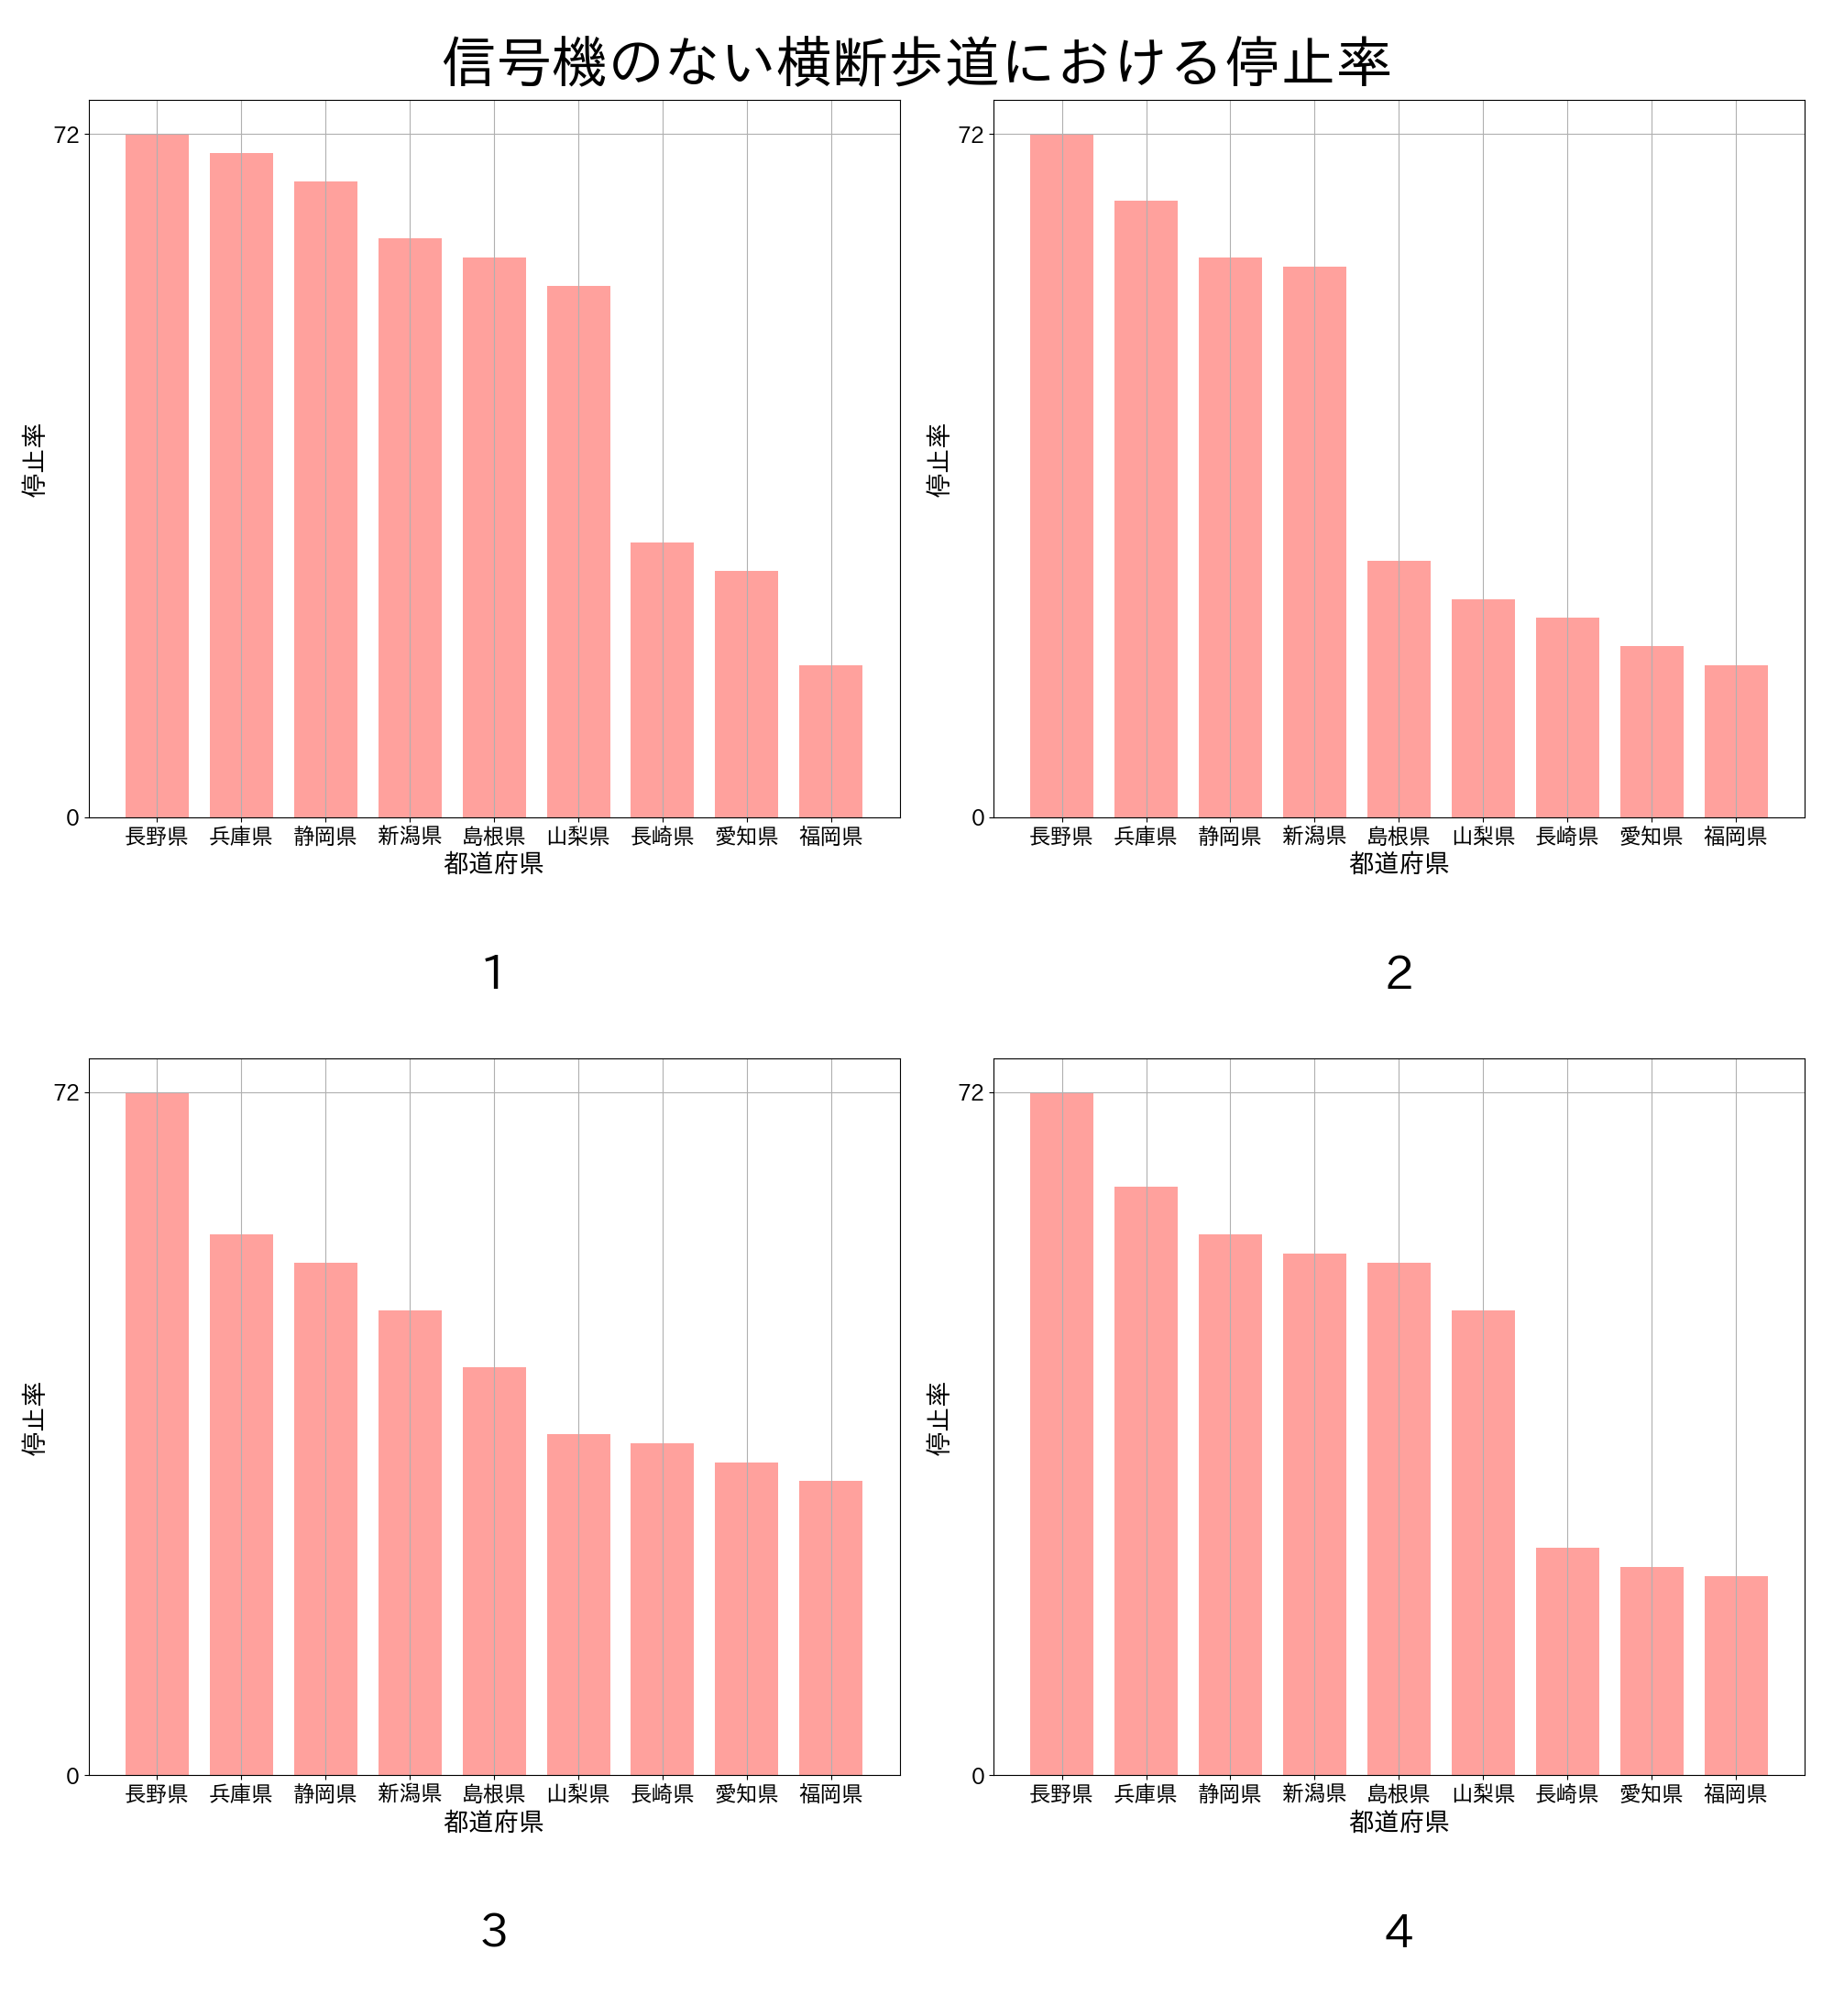 信号機のない横断歩道における停止率
72
0
停止率
長野県 兵庫県 静岡県 新潟県 島根県 山梨県 長崎県 愛知県 福岡県
都道府県
1
72
0
停止率
長野県 兵庫県 静岡県 新潟県 島根県 山梨県 長崎県 愛知県 福岡県
都道府県
2
72
0
停止率
長野県 兵庫県 静岡県 新潟県 島根県 山梨県 長崎県 愛知県 福岡県
都道府県
3
72
0
停止率
長野県 兵庫県 静岡県 新潟県 島根県 山梨県 長崎県 愛知県 福岡県
都道府県
4